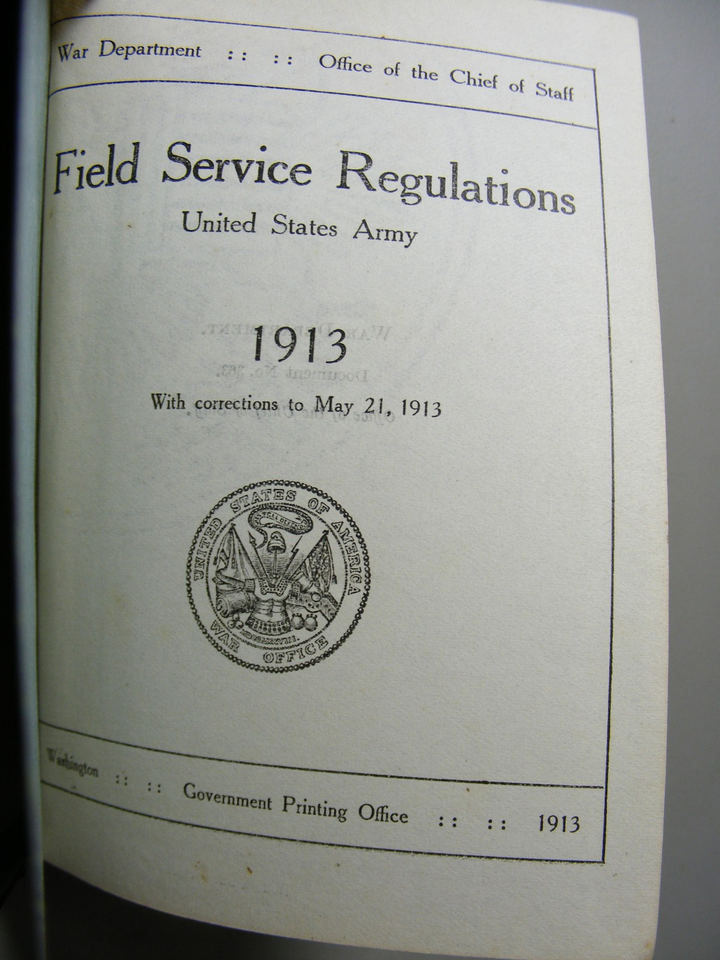 War Department :: :: Office of the Chief of Staff
Field Service Regulations
United States Army
1913
With corrections to May 21, 1913
UNITED STATES OF AMERICA
WAR OFFICE
Washington :: :: Government Printing Office :: :: 1913